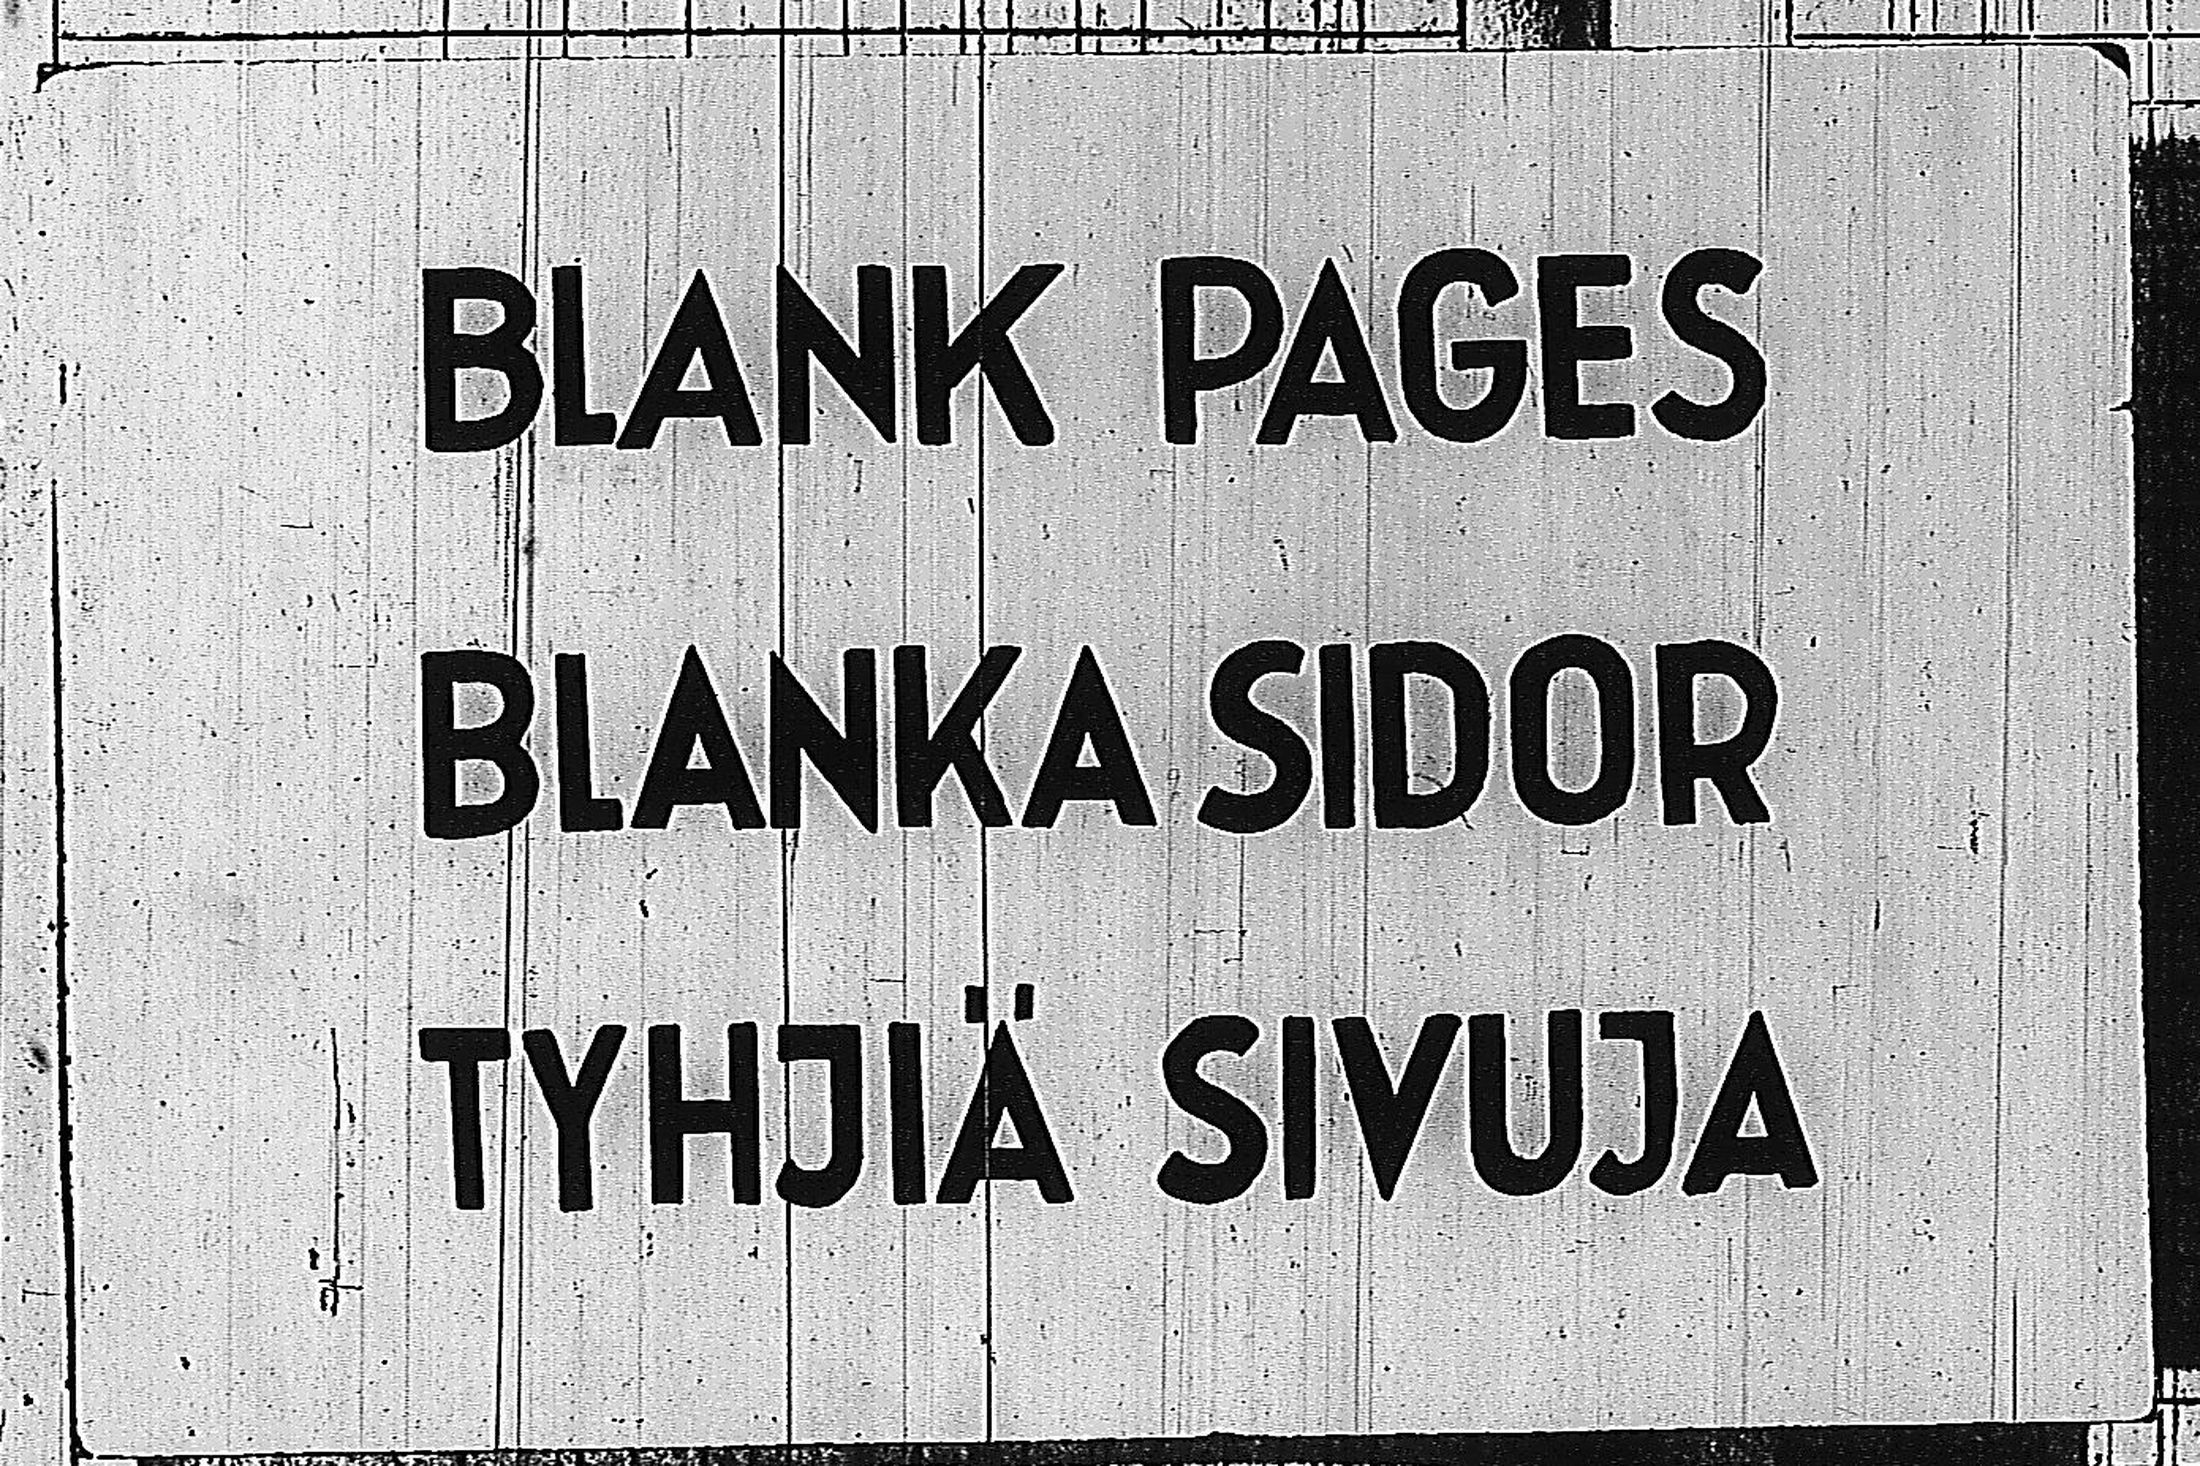 BLANK PAGES
BLANKA SIDOR
TYHJIÄ SIVUJA